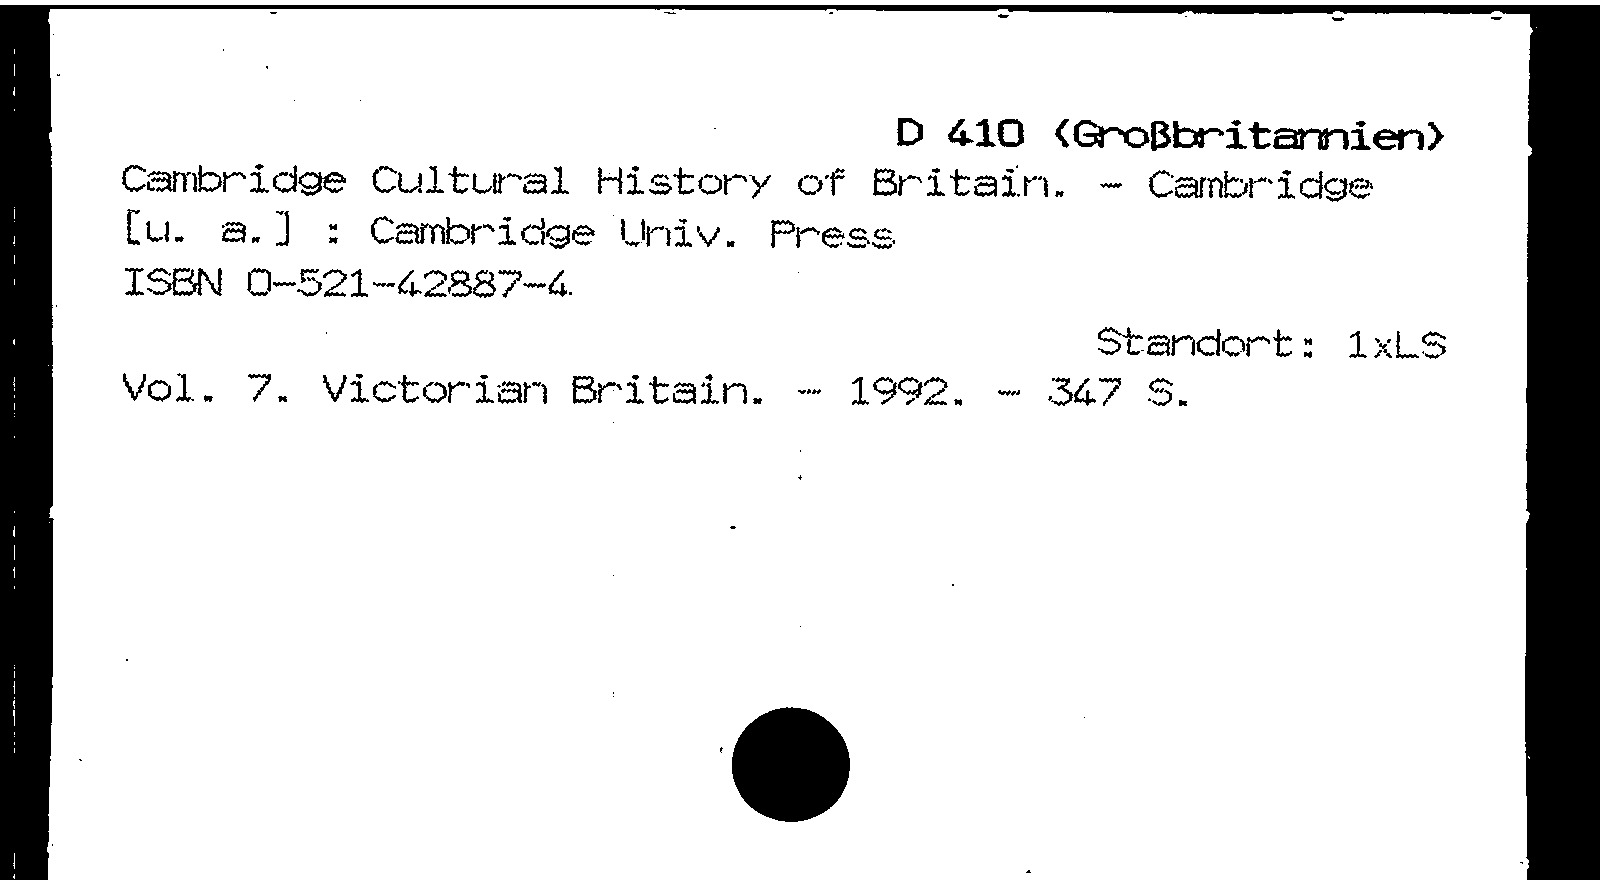 D 410 (Großbritannien)
Cambridge Cultural History of Britain. - Cambridge
[u. a.] : Cambridge Univ. Press
ISBN 0-521-42887-4
Standort: 1xLS
Vol. 7. Victorian Britain. - 1992. - 347 S.